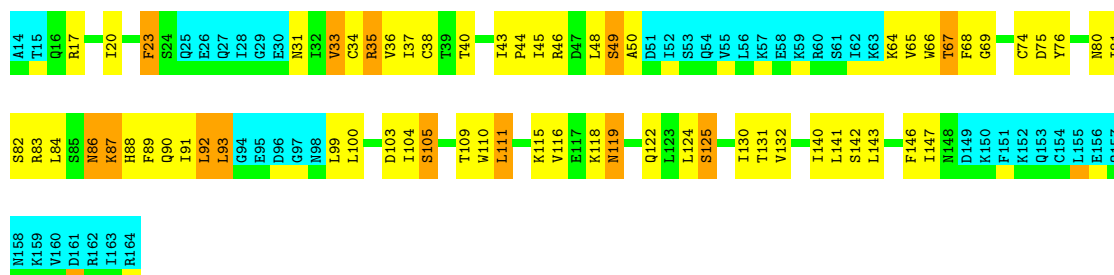 A14 T15 Q16 R17 I20 F23 S24 Q25 E26 Q27 I28 G29 E30 N31 I32 V33 C34 R35 V36 I37 C38 T39 T40 I43 P44 I45 R46 D47 L48 S49 A50 D51 I52 S53 Q54 V55 L56 K57 E58 K59 R60 S61 I62 K63 K64 V65 W66 T67 F68 G69 C74 D75 Y76 N80
S82 R83 L84 S85 N86 K87 H88 F89 Q90 I91 L92 L93 G94 E95 D96 G97 N98 L99 L100 D103 I104 S105 T109 W110 L111 K115 V116 E117 K118 N119 Q122 L123 L124 S125 I130 T131 V132 I140 L141 S142 L143 F146 I147 N148 D149 K150 F151 K152 Q153 C154 L155 E156
N158 K159 V160 D161 R162 I163 R164